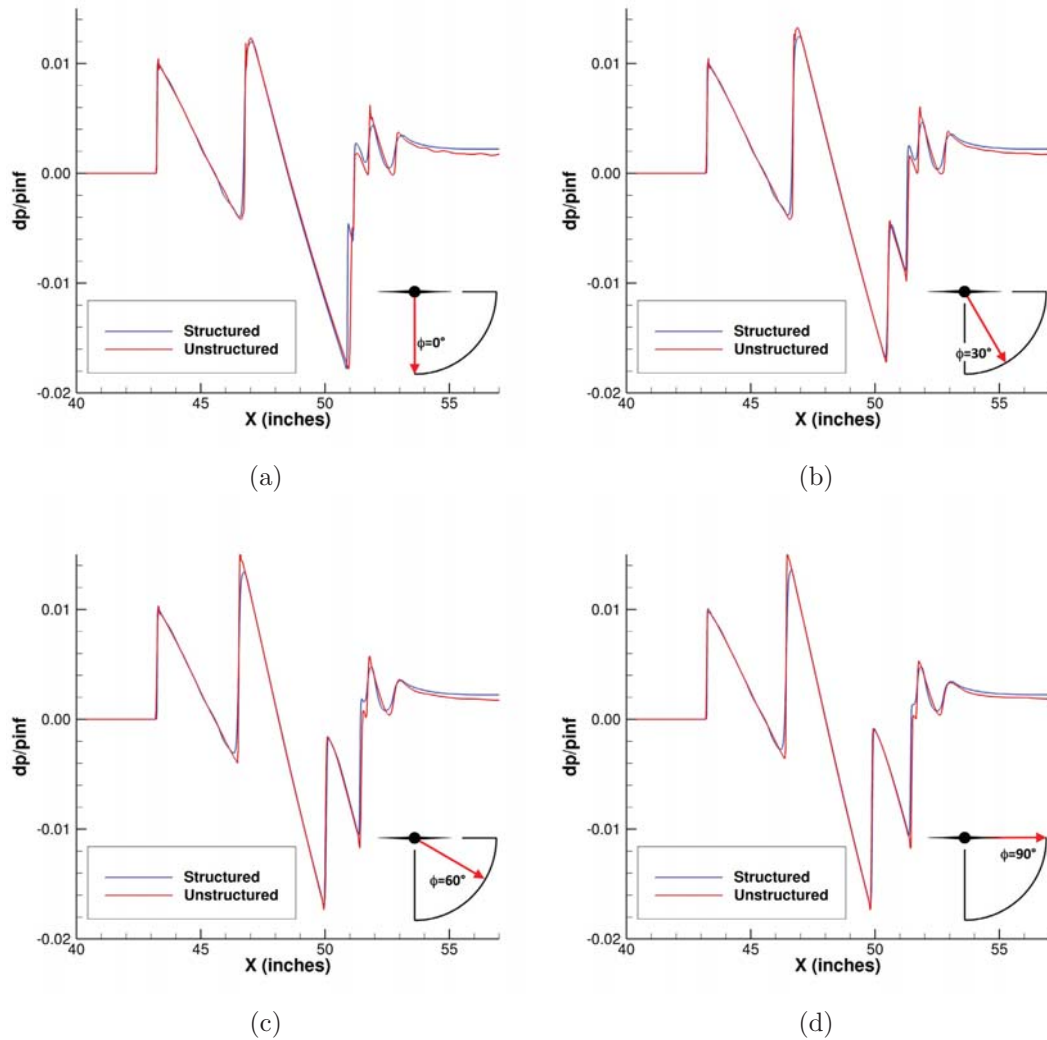 0.01
0.00
-0.01
-0.02
dp/pinf
Structured
Unstructured
ϕ=0°
40 45 50 55
X (inches)
(a)
0.01
0.00
-0.01
-0.02
dp/pinf
Structured
Unstructured
ϕ=30°
40 45 50 55
X (inches)
(b)
0.01
0.00
-0.01
-0.02
dp/pinf
Structured
Unstructured
ϕ=60°
40 45 50 55
X (inches)
(c)
0.01
0.00
-0.01
-0.02
dp/pinf
Structured
Unstructured
ϕ=90°
40 45 50 55
X (inches)
(d)